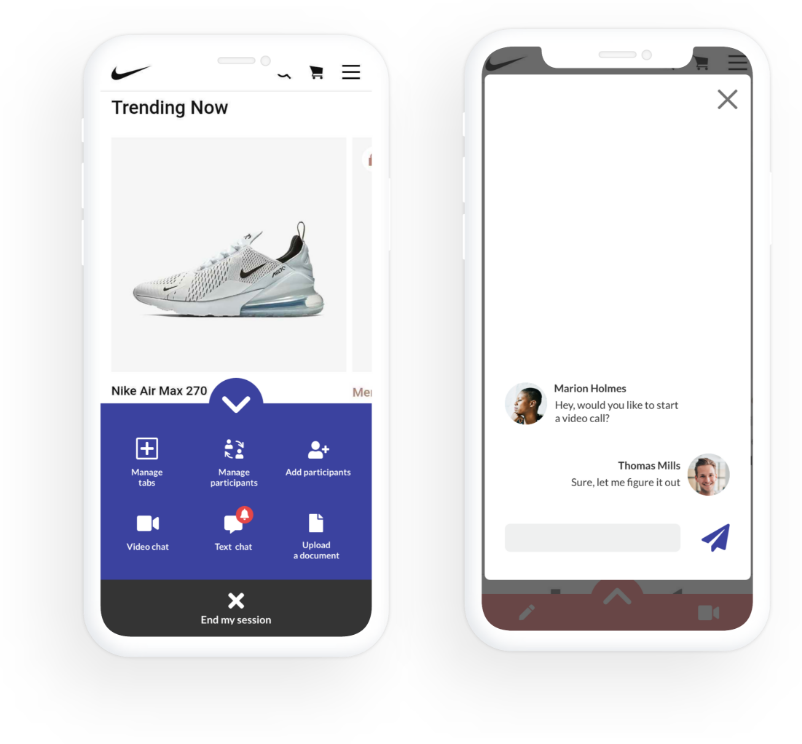 Trending Now
Nike Air Max 270
Manage
tabs
Manage
participants
Add participants
Video chat
Text chat
Upload
a document
End my session
Marion Holmes
Hey, would you like to start
a video call?
Thomas Mills
Sure, let me figure it out